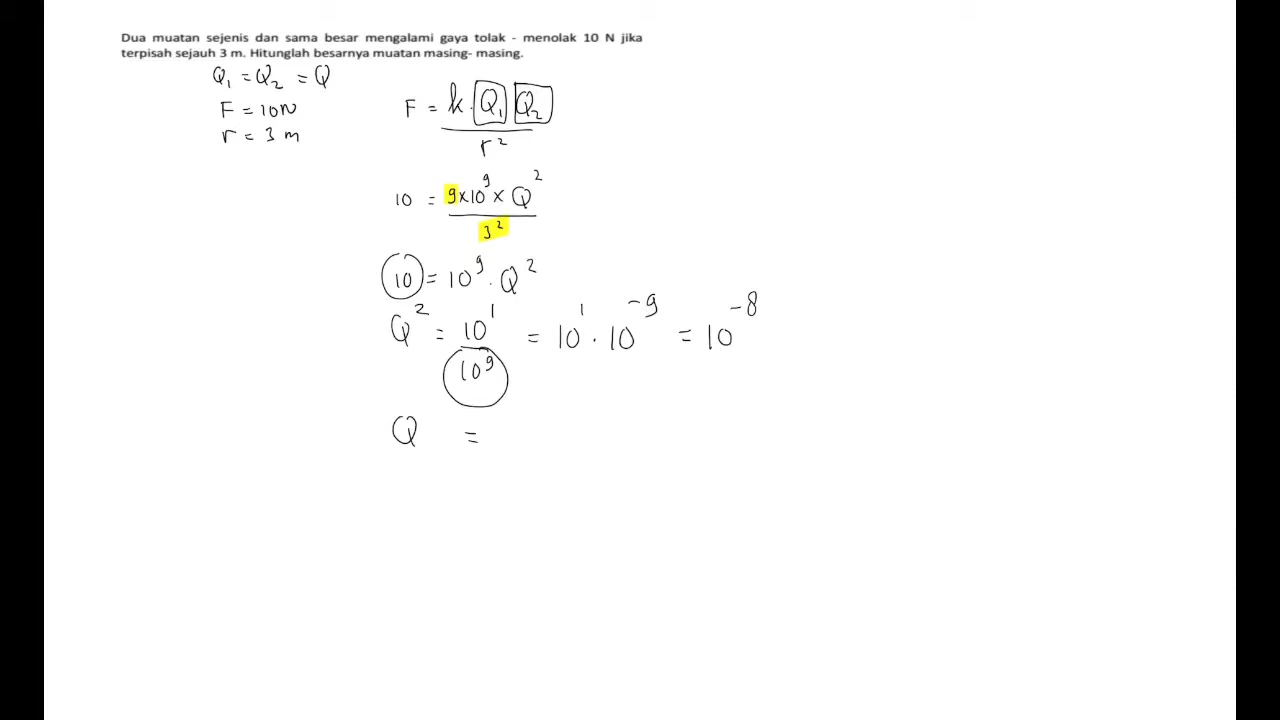 Dua muatan sejenis dan sama besar mengalami gaya tolak - menolak 10 N jika
terpisah sejauh 3 m. Hitunglah besarnya muatan masing- masing.
Q₁ = Q₂ = Q
F = 10N
r = 3 m
F = k . Q₁ Q₂
r²
10 = 9x10⁹ x Q²
3²
10 = 10⁹ . Q²
Q² = 10¹ = 10¹ . 10⁻⁹ = 10⁻⁸
10⁹
Q =